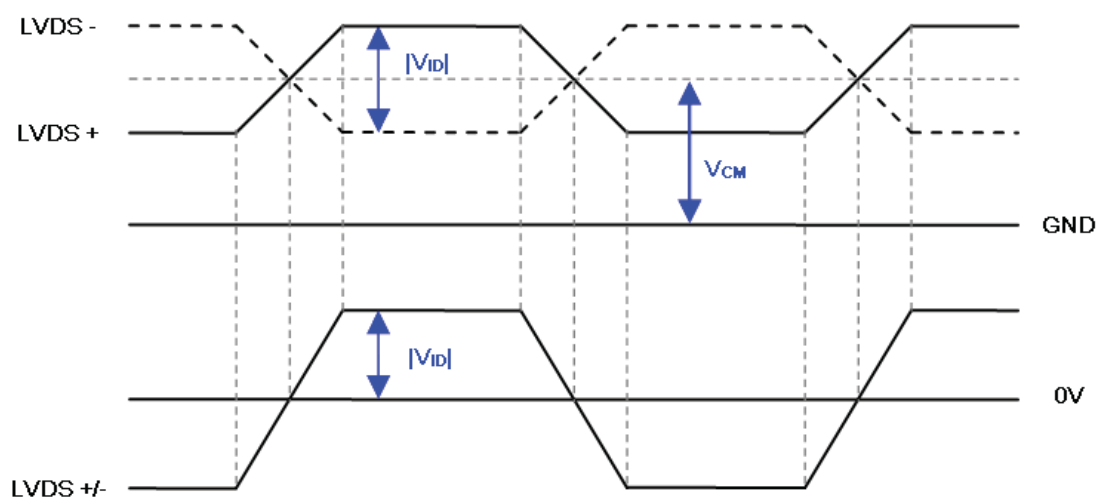 LVDS -
|VID|
LVDS +
VCM
GND
|VID|
0V
LVDS +/-